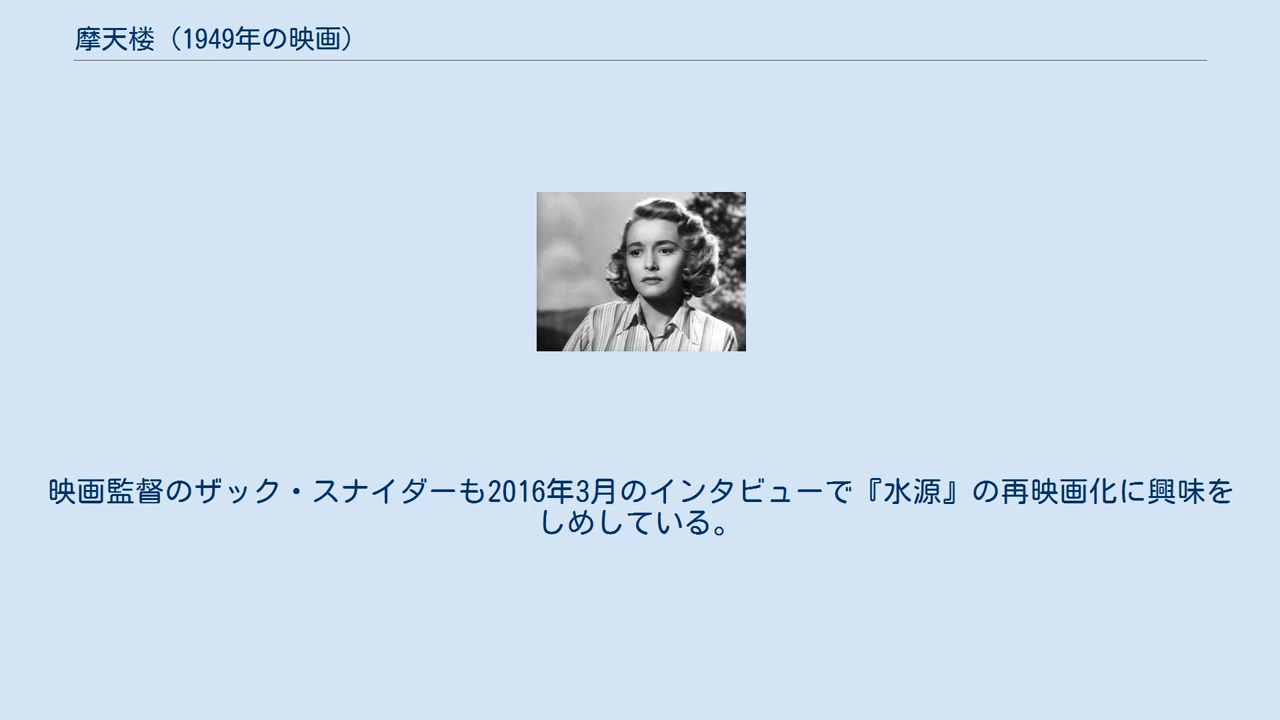 摩天楼（1949年の映画）
映画監督のザック・スナイダーも2016年3月のインタビューで『水源』の再映画化に興味を
しめしている。